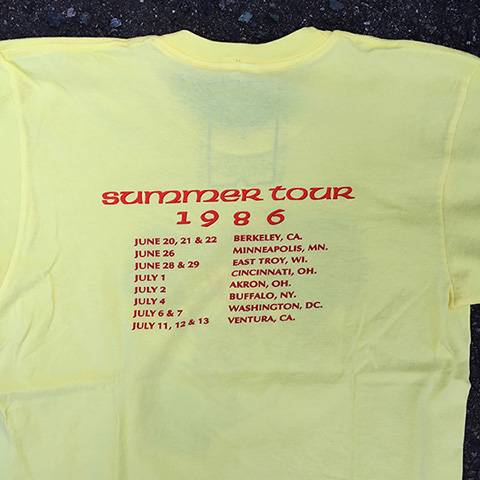 SUMMER TOUR
1986
JUNE 20, 21 & 22 BERKELEY, CA.
JUNE 26 MINNEAPOLIS, MN.
JUNE 28 & 29 EAST TROY, WI.
JULY 1 CINCINNATI, OH.
JULY 2 AKRON, OH.
JULY 4 BUFFALO, NY.
JULY 6 & 7 WASHINGTON, DC.
JULY 11, 12 & 13 VENTURA, CA.